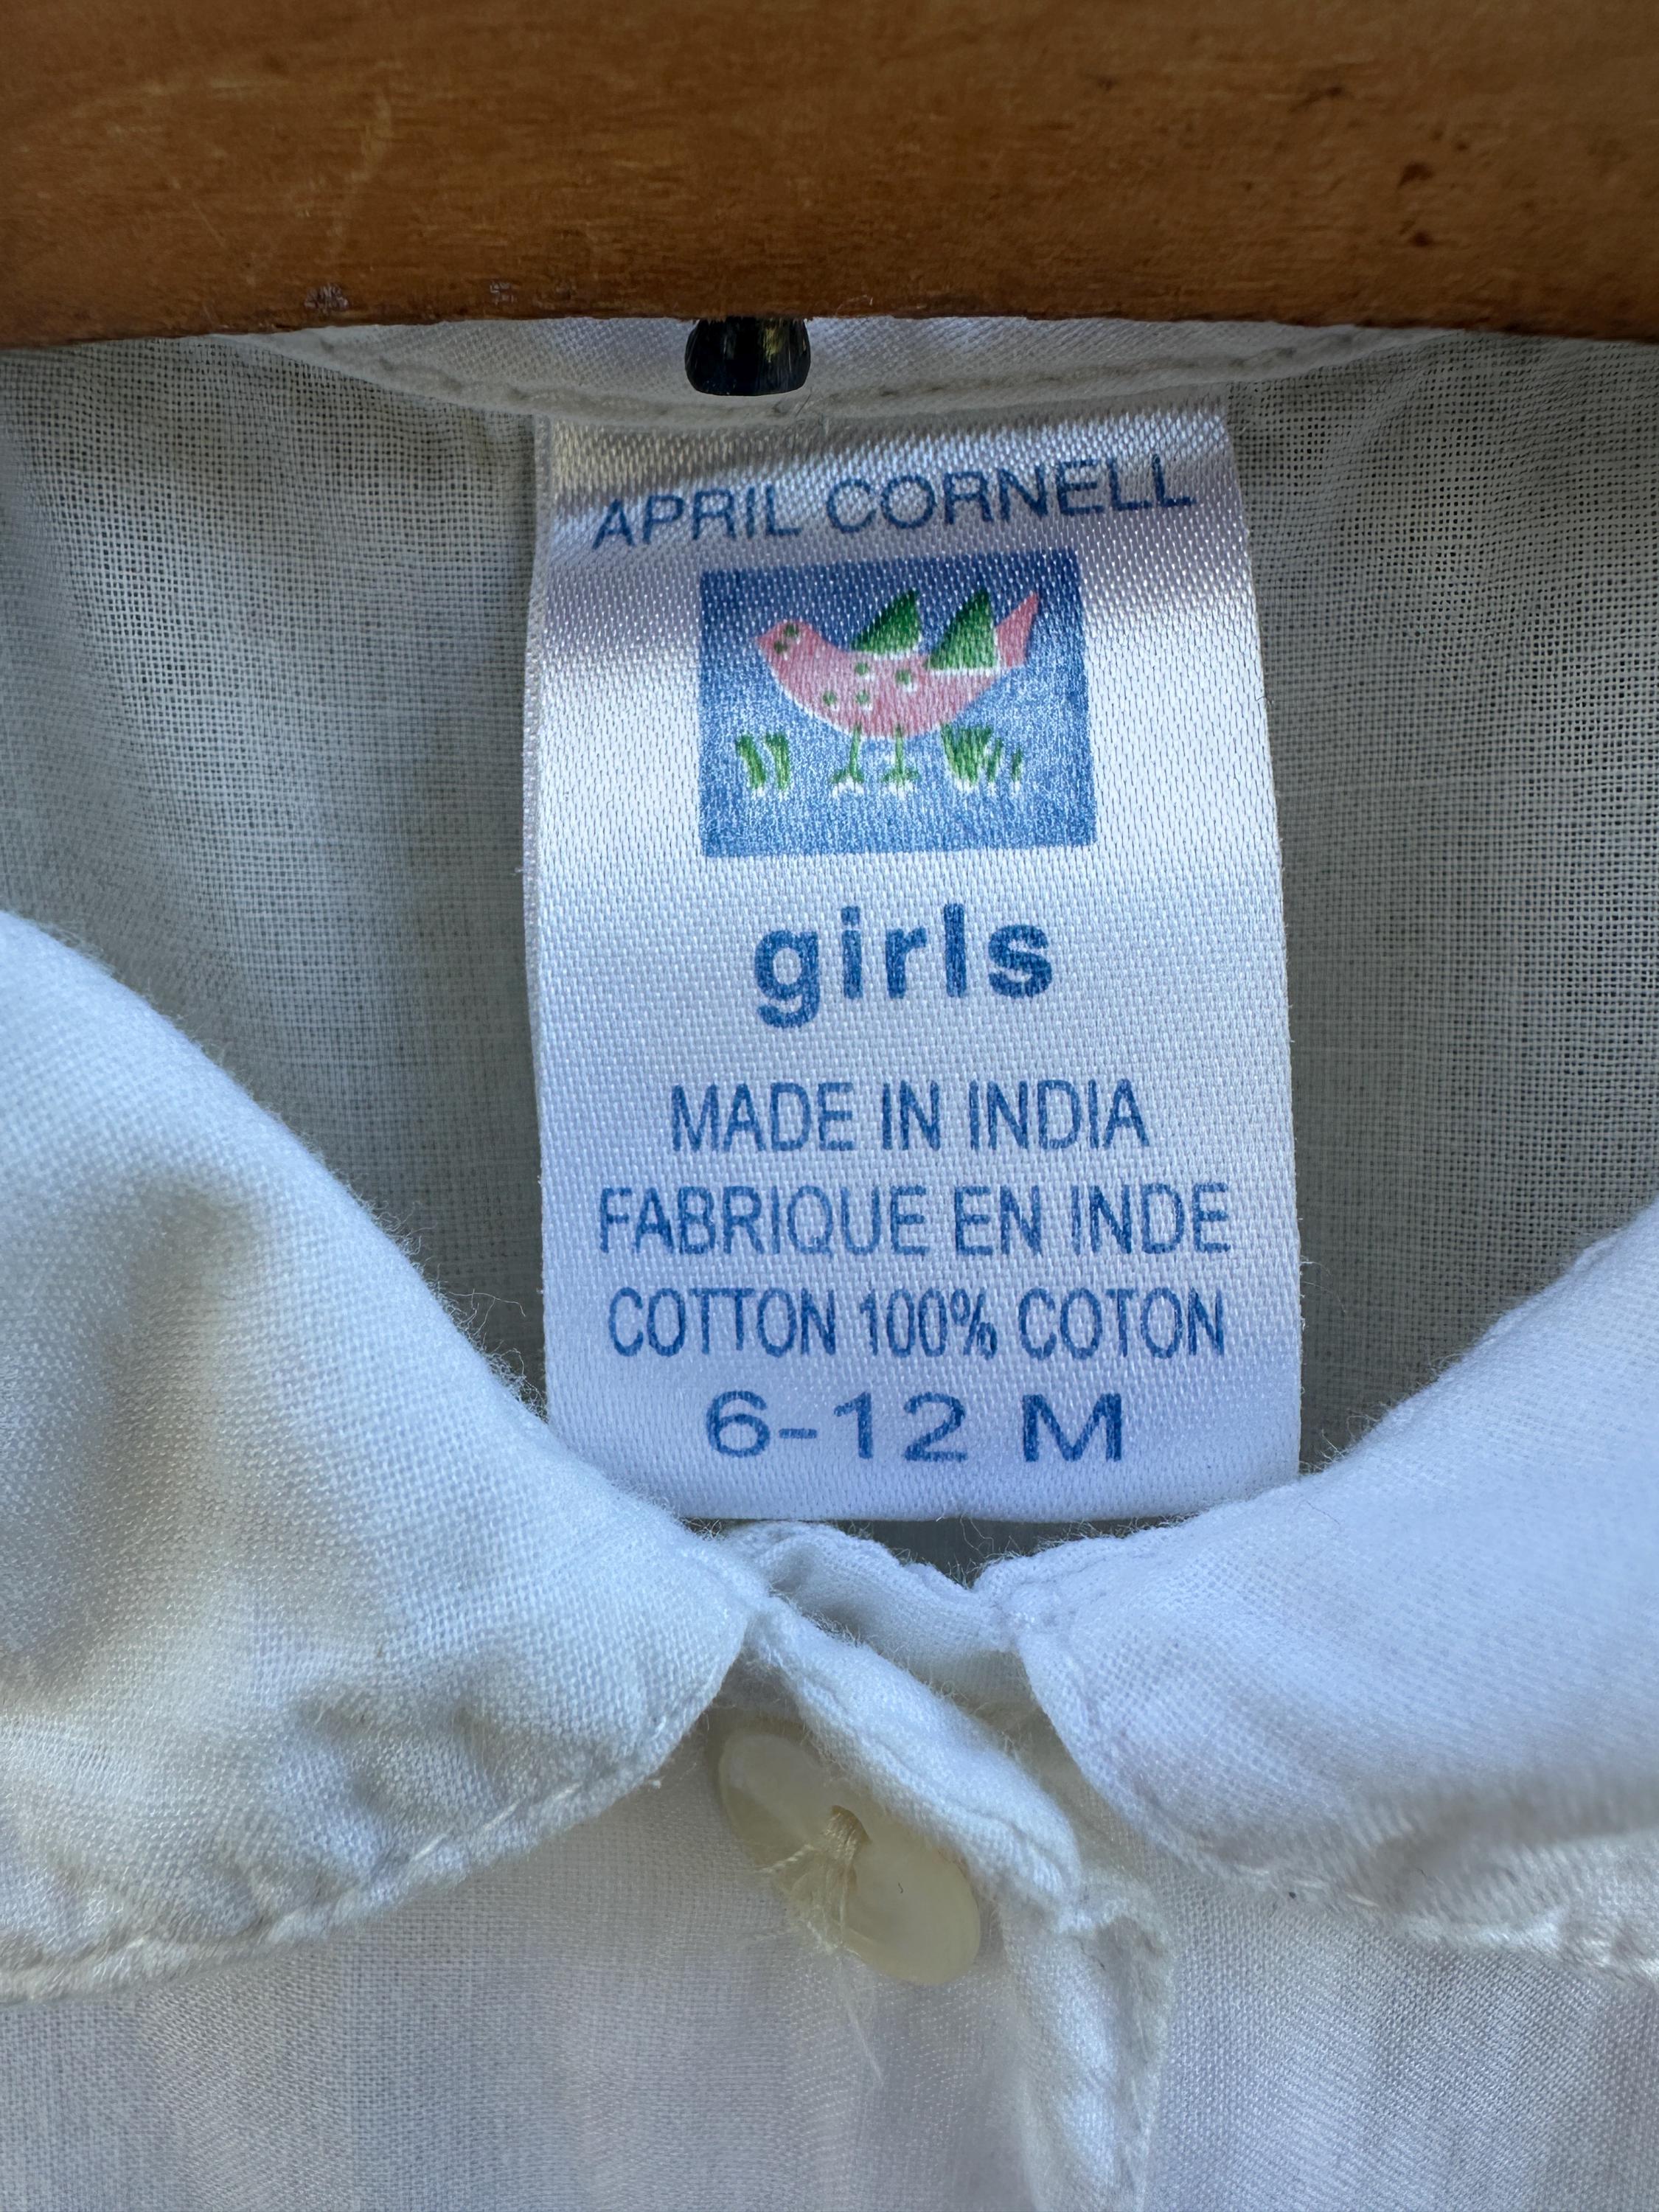 APRIL CORNELL
girls
MADE IN INDIA
FABRIQUE EN INDE
COTTON 100% COTON
6-12 M